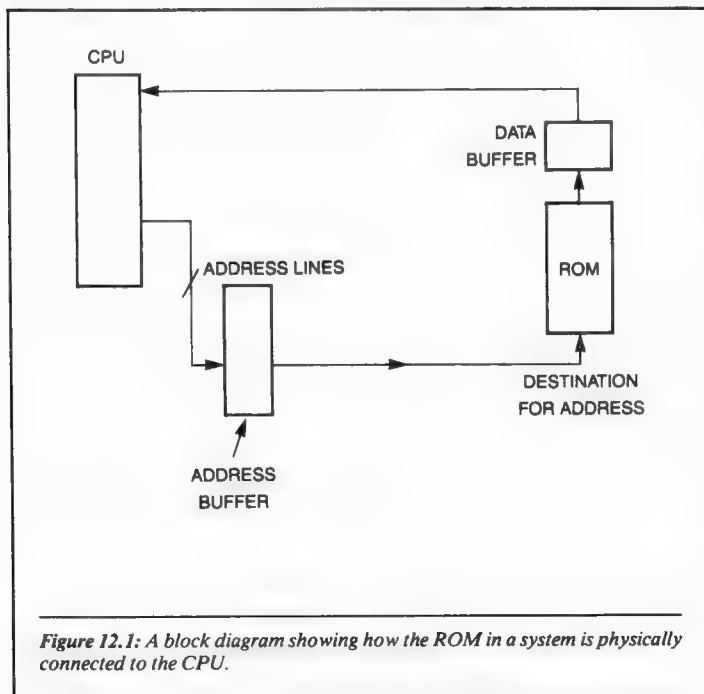 CPU
DATA
BUFFER
ADDRESS LINES
ROM
DESTINATION
FOR ADDRESS
ADDRESS
BUFFER
Figure 12.1: A block diagram showing how the ROM in a system is physically
connected to the CPU.